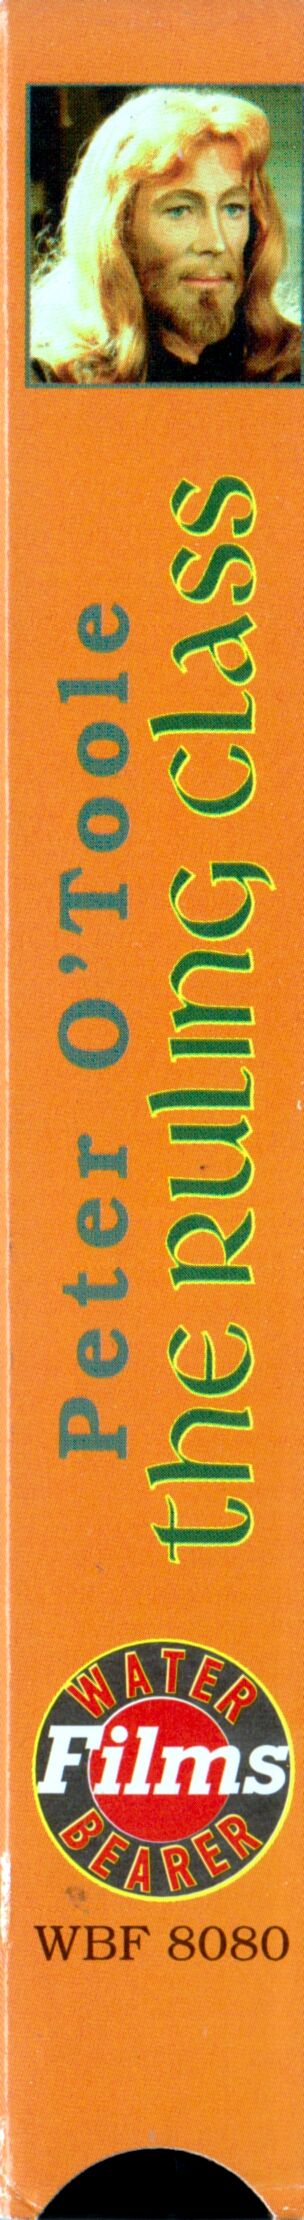 Peter O'Toole
the Ruling Class
WATER
Films
BEARER
WBF 8080